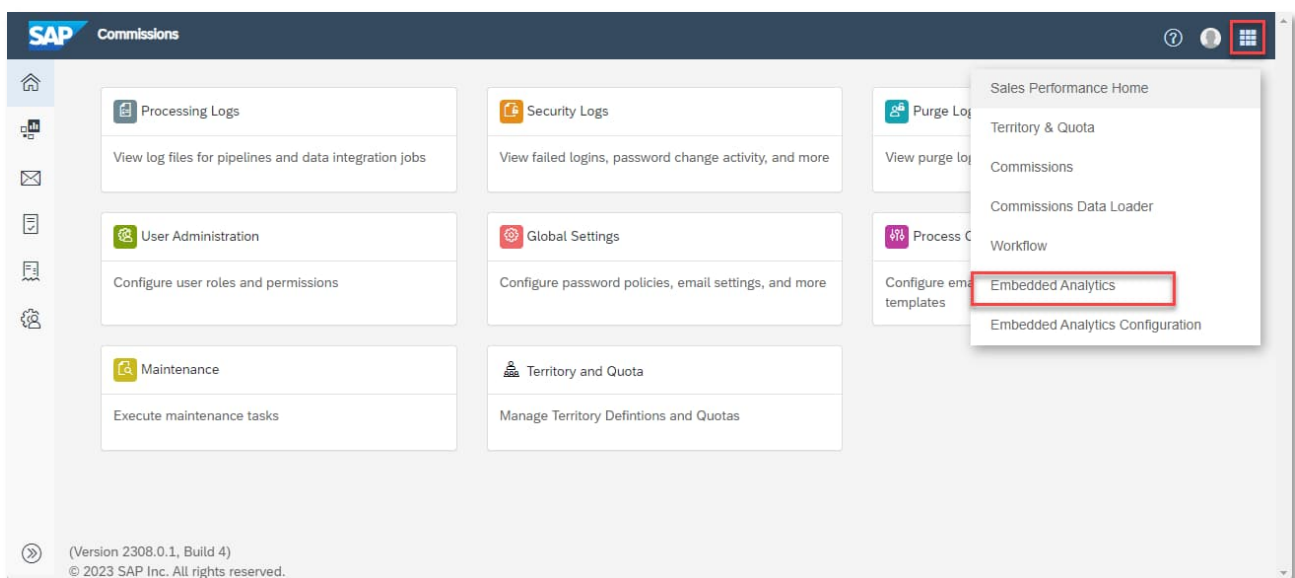 SAP Commissions
Sales Performance Home
Territory & Quota
Commissions
Commissions Data Loader
Workflow
Embedded Analytics
Embedded Analytics Configuration
Processing Logs
View log files for pipelines and data integration jobs
Security Logs
View failed logins, password change activity, and more
Purge
View purge
User Administration
Configure user roles and permissions
Global Settings
Configure password policies, email settings, and more
Process
Configure
templates
Maintenance
Execute maintenance tasks
Territory and Quota
Manage Territory Defintions and Quotas
(Version 2308.0.1, Build 4)
© 2023 SAP Inc. All rights reserved.